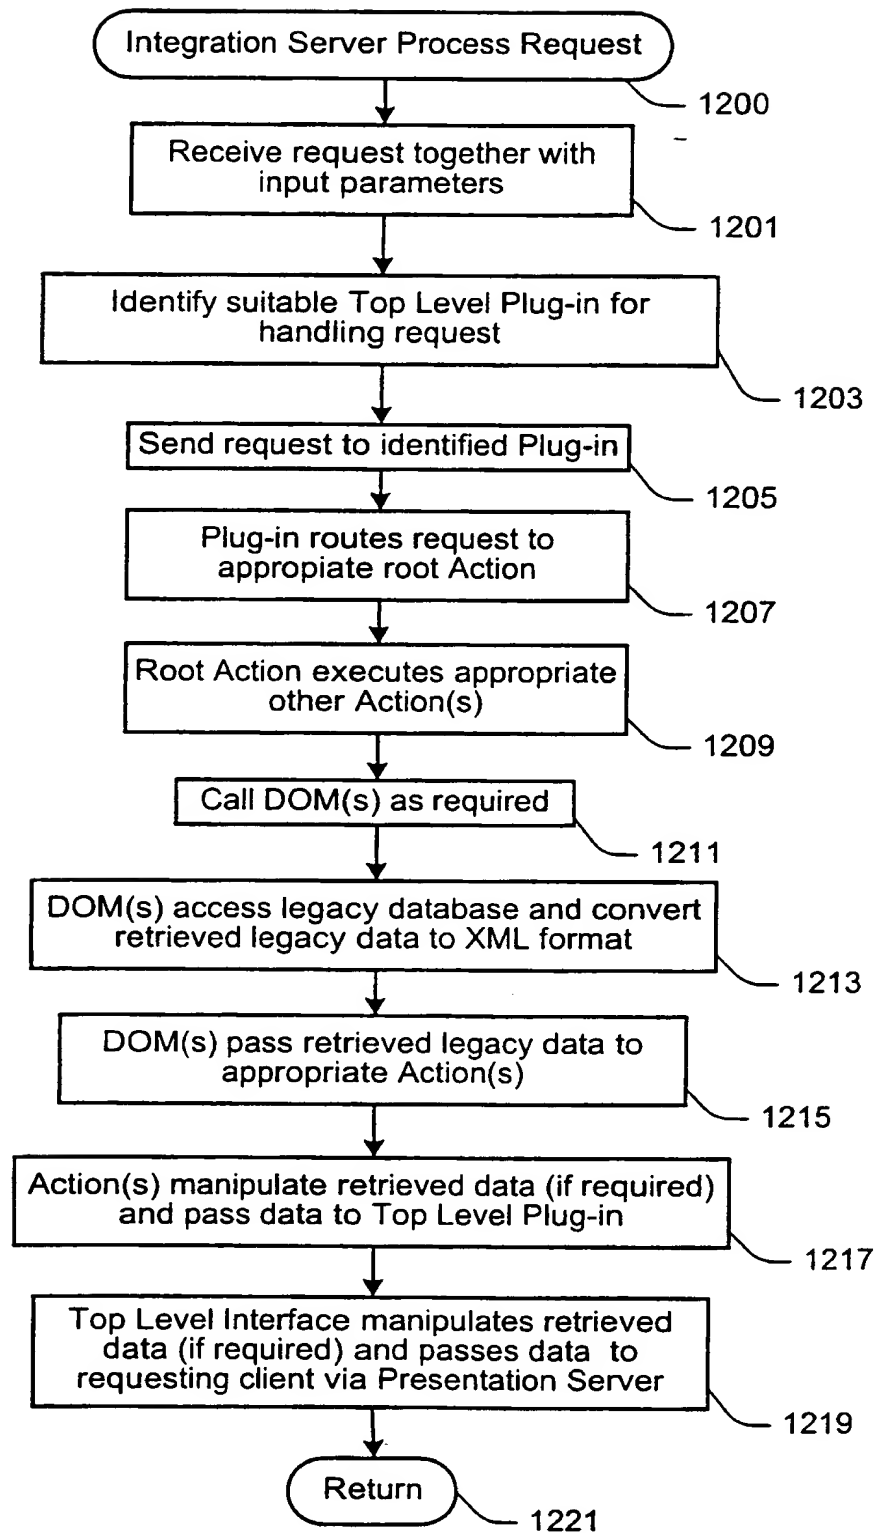 Integration Server Process Request
1200
Receive request together with
input parameters
1201
Identify suitable Top Level Plug-in for
handling request
1203
Send request to identified Plug-in
1205
Plug-in routes request to
appropiate root Action
1207
Root Action executes appropriate
other Action(s)
1209
Call DOM(s) as required
1211
DOM(s) access legacy database and convert
retrieved legacy data to XML format
1213
DOM(s) pass retrieved legacy data to
appropriate Action(s)
1215
Action(s) manipulate retrieved data (if required)
and pass data to Top Level Plug-in
1217
Top Level Interface manipulates retrieved
data (if required) and passes data to
requesting client via Presentation Server
1219
Return
1221